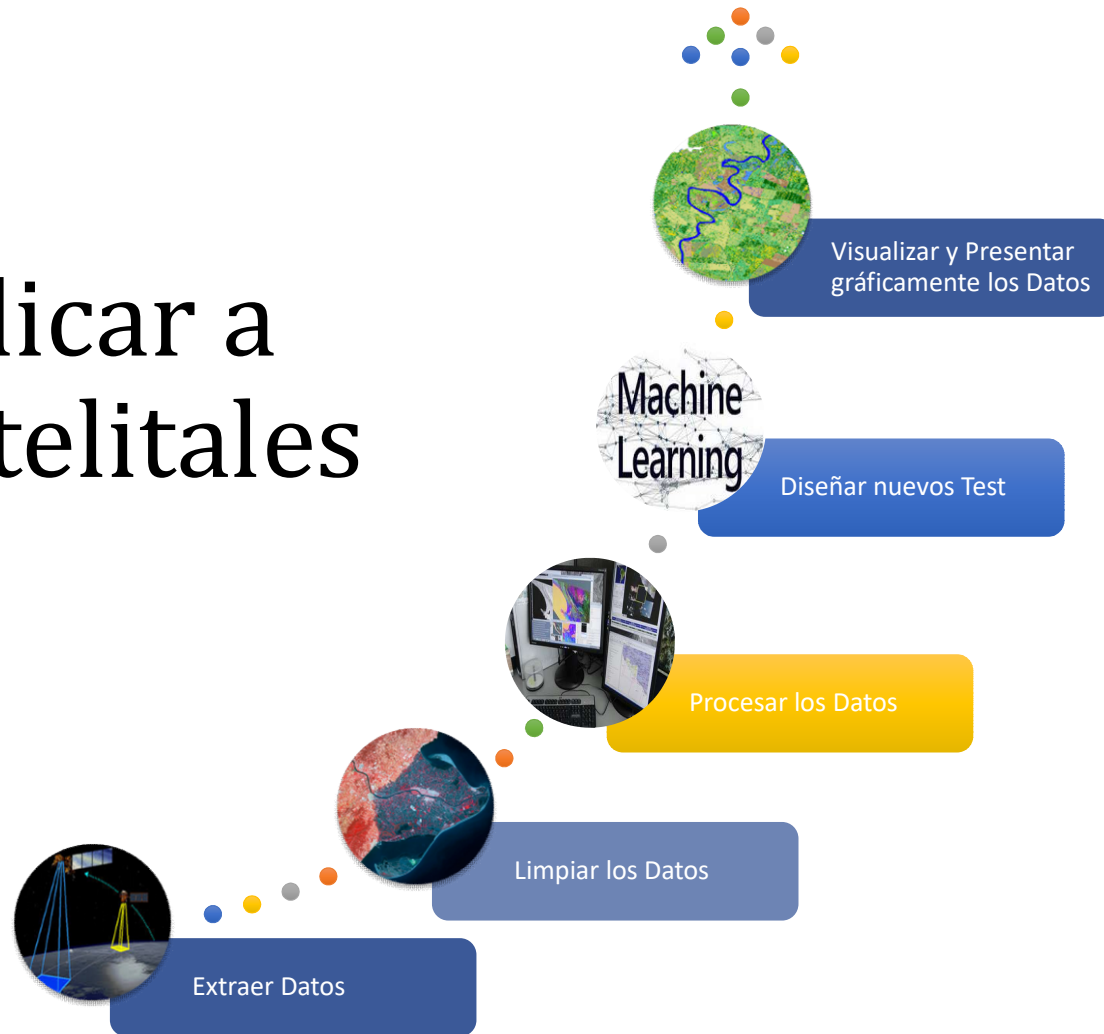 licar a
telitales
Visualizar y Presentar
gráficamente los Datos
Machine
Learning
Diseñar nuevos Test
Procesar los Datos
Limpiar los Datos
Extraer Datos